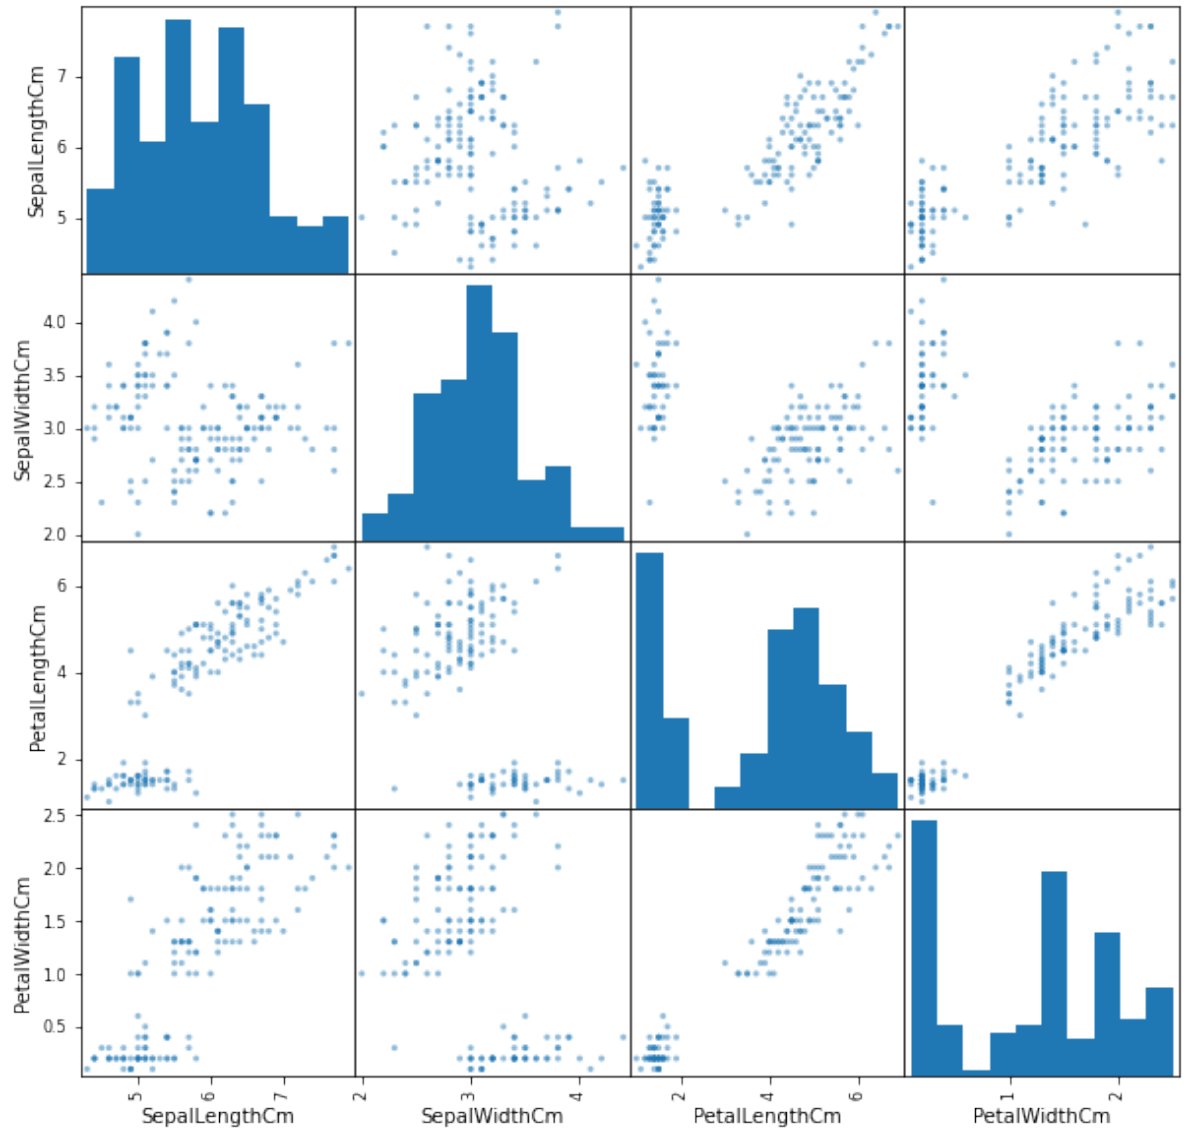 SepalLengthCm
7
6
5
SepalWidthCm
4.0
3.5
3.0
2.5
2.0
PetalLengthCm
6
4
2
PetalWidthCm
2.5
2.0
1.5
1.0
0.5
5 6 7 2 3 4 2 4 6 1 2
SepalLengthCm SepalWidthCm PetalLengthCm PetalWidthCm